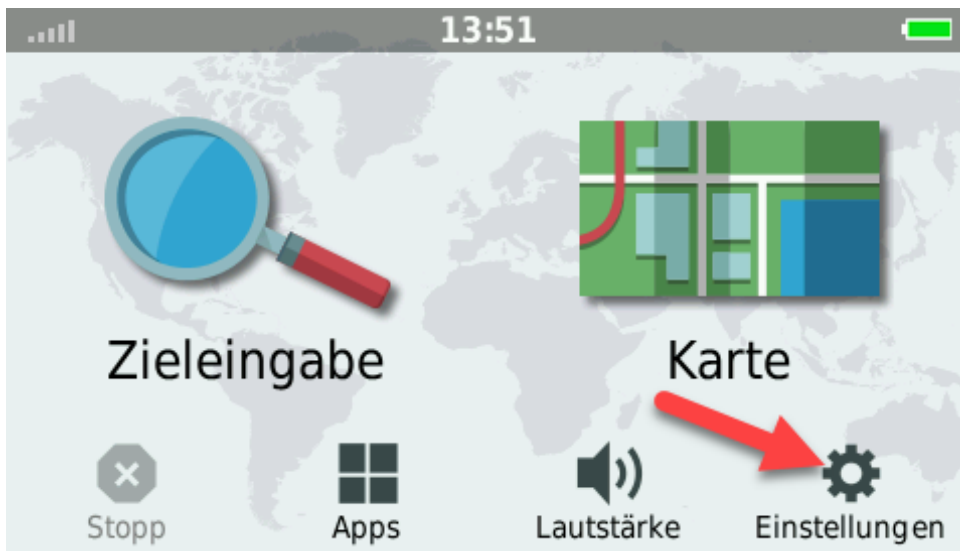 13:51
Zieleingabe
Karte
Stopp
Apps
Lautstärke
Einstellungen